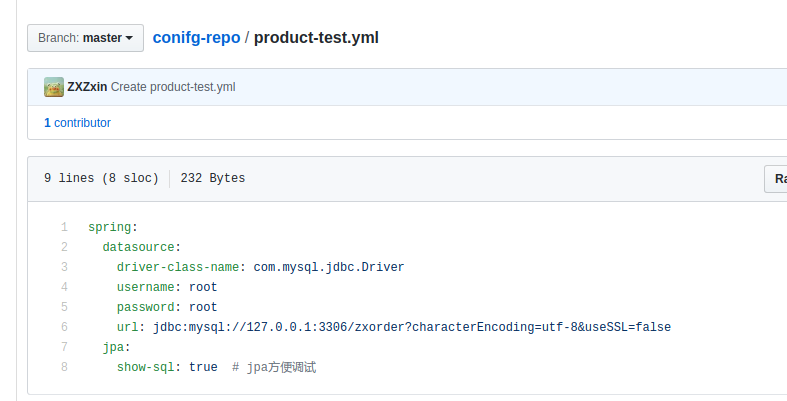 Branch: master conifg-repo / product-test.yml
ZXZxin Create product-test.yml
1 contributor
9 lines (8 sloc) 232 Bytes
1 spring:
2 datasource:
3 driver-class-name: com.mysql.jdbc.Driver
4 username: root
5 password: root
6 url: jdbc:mysql://127.0.0.1:3306/zxorder?characterEncoding=utf-8&useSSL=false
7 jpa:
8 show-sql: true # jpa方便调试